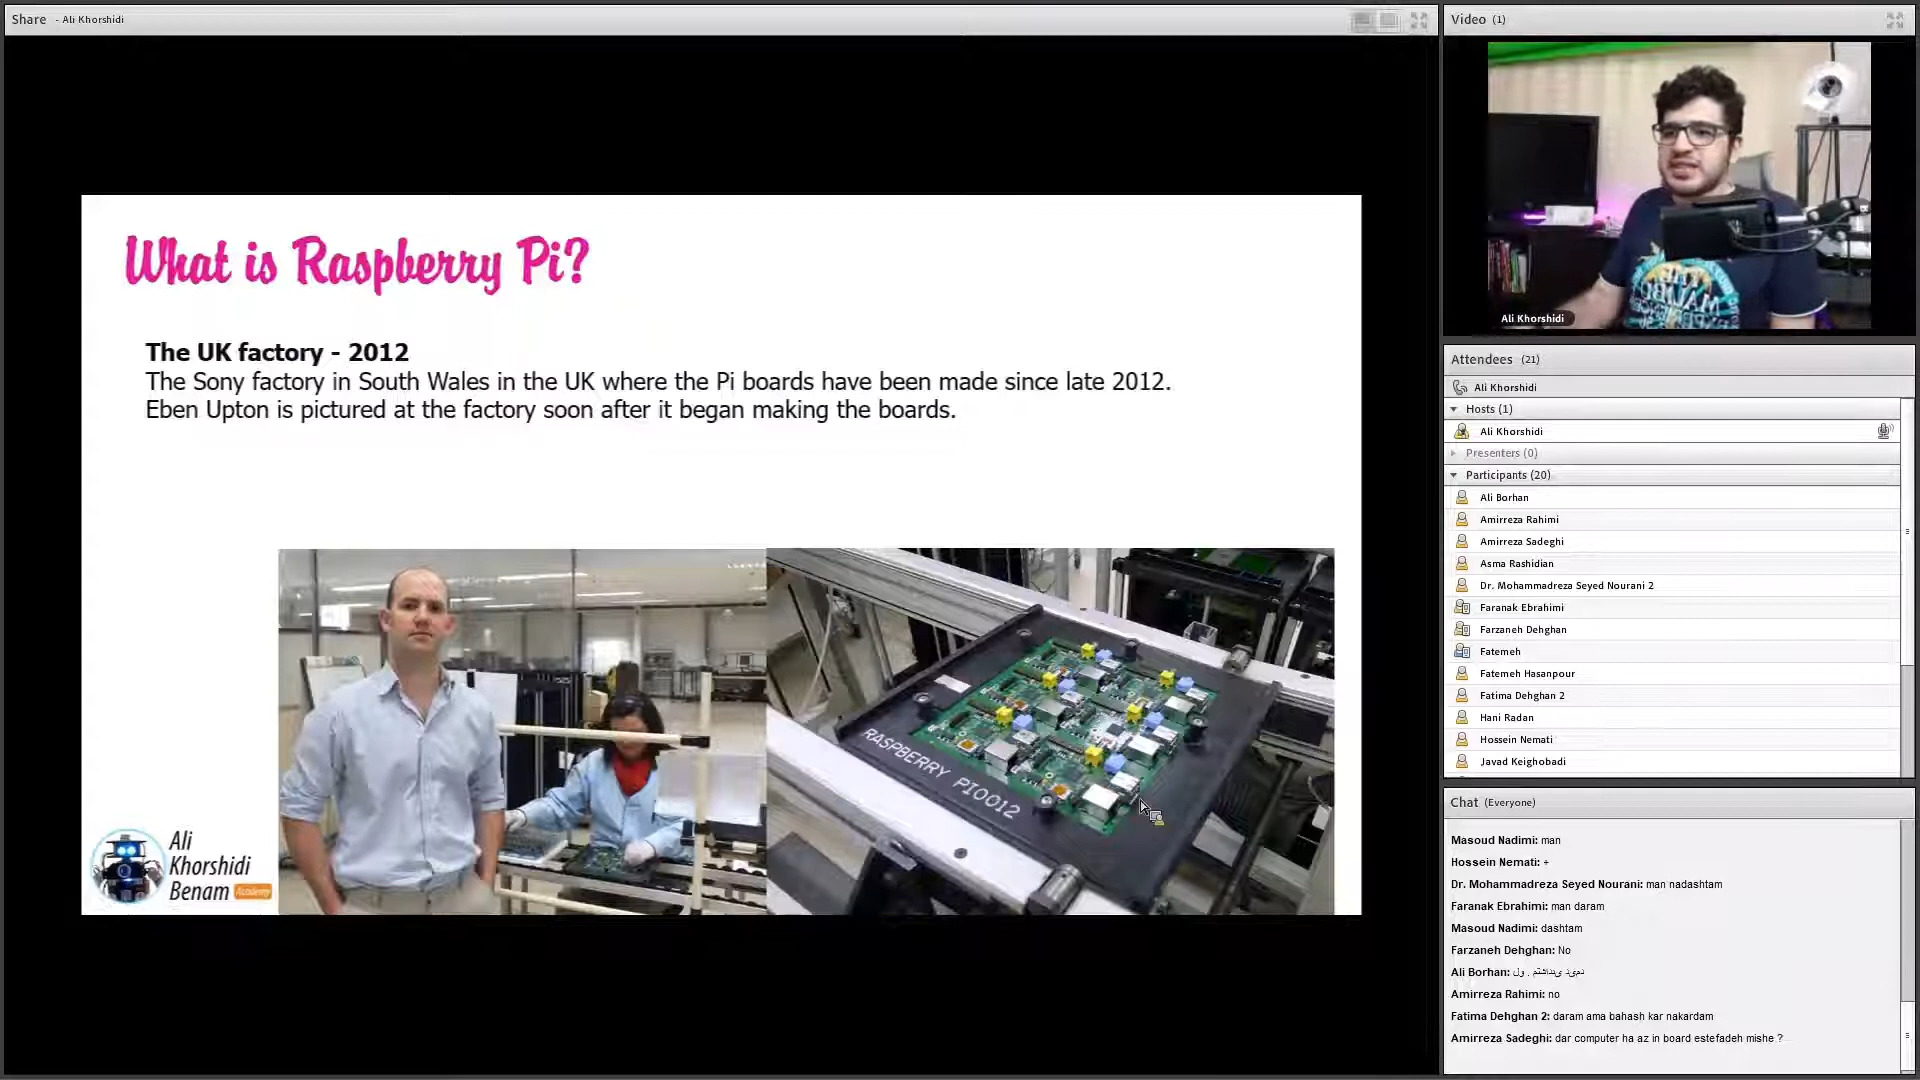 Share - Ali Khorshidi
What is Raspberry Pi?
The UK factory - 2012
The Sony factory in South Wales in the UK where the Pi boards have been made since late 2012.
Eben Upton is pictured at the factory soon after it began making the boards.
RASPBERRY PI0012
Ali
Khorshidi
Benam Academy
Video (1)
Ali Khorshidi
Attendees (21)
Ali Khorshidi
Hosts (1)
Ali Khorshidi
Presenters (0)
Participants (20)
Ali Borhan
Amirreza Rahimi
Amirreza Sadeghi
Asma Rashidian
Dr. Mohammadreza Seyed Nourani 2
Faranak Ebrahimi
Farzaneh Dehghan
Fatemeh
Fatemeh Hasanpour
Fatima Dehghan 2
Hani Radan
Hossein Nemati
Javad Keighobadi
Chat (Everyone)
Masoud Nadimi: man
Hossein Nemati: +
Dr. Mohammadreza Seyed Nourani: man nadashtam
Faranak Ebrahimi: man daram
Masoud Nadimi: dashtam
Farzaneh Dehghan: No
Ali Borhan:
Amirreza Rahimi: no
Fatima Dehghan 2: daram ama bahash kar nakardam
Amirreza Sadeghi: dar computer ha az in board estefadeh mishe ?